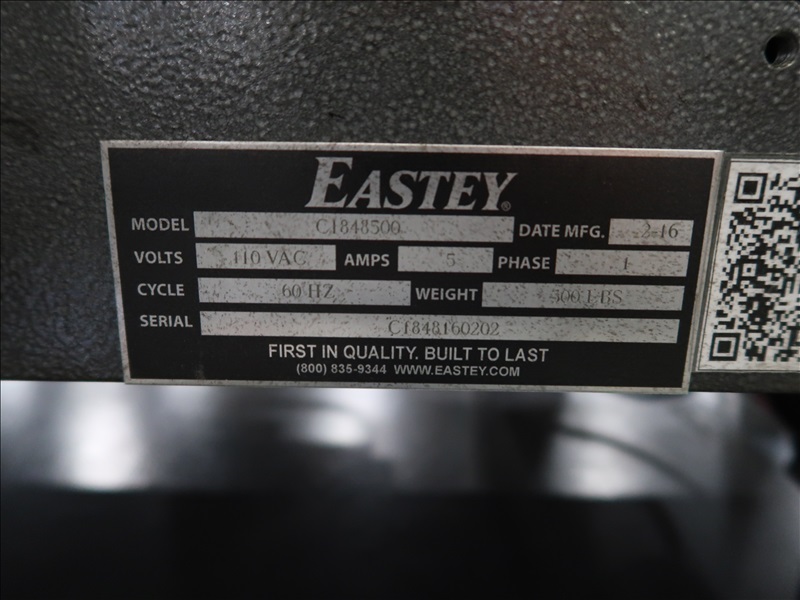 EASTEY®
MODEL C1848500 DATE MFG. 2-16
VOLTS 110 VAC AMPS 5 PHASE 1
CYCLE 60 HZ WEIGHT 500 LBS
SERIAL C1848160202
FIRST IN QUALITY. BUILT TO LAST
(800) 835-9344 WWW.EASTEY.COM